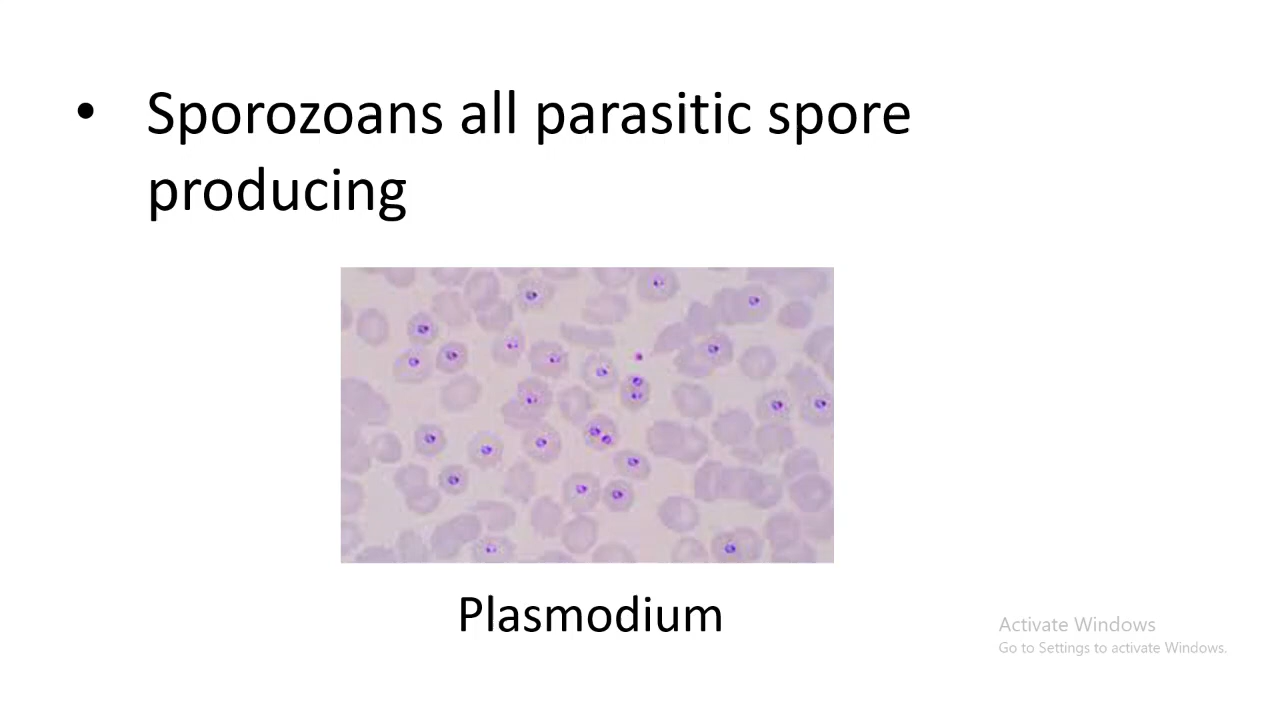 • Sporozoans all parasitic spore
producing
Plasmodium
Activate Windows
Go to Settings to activate Windows.